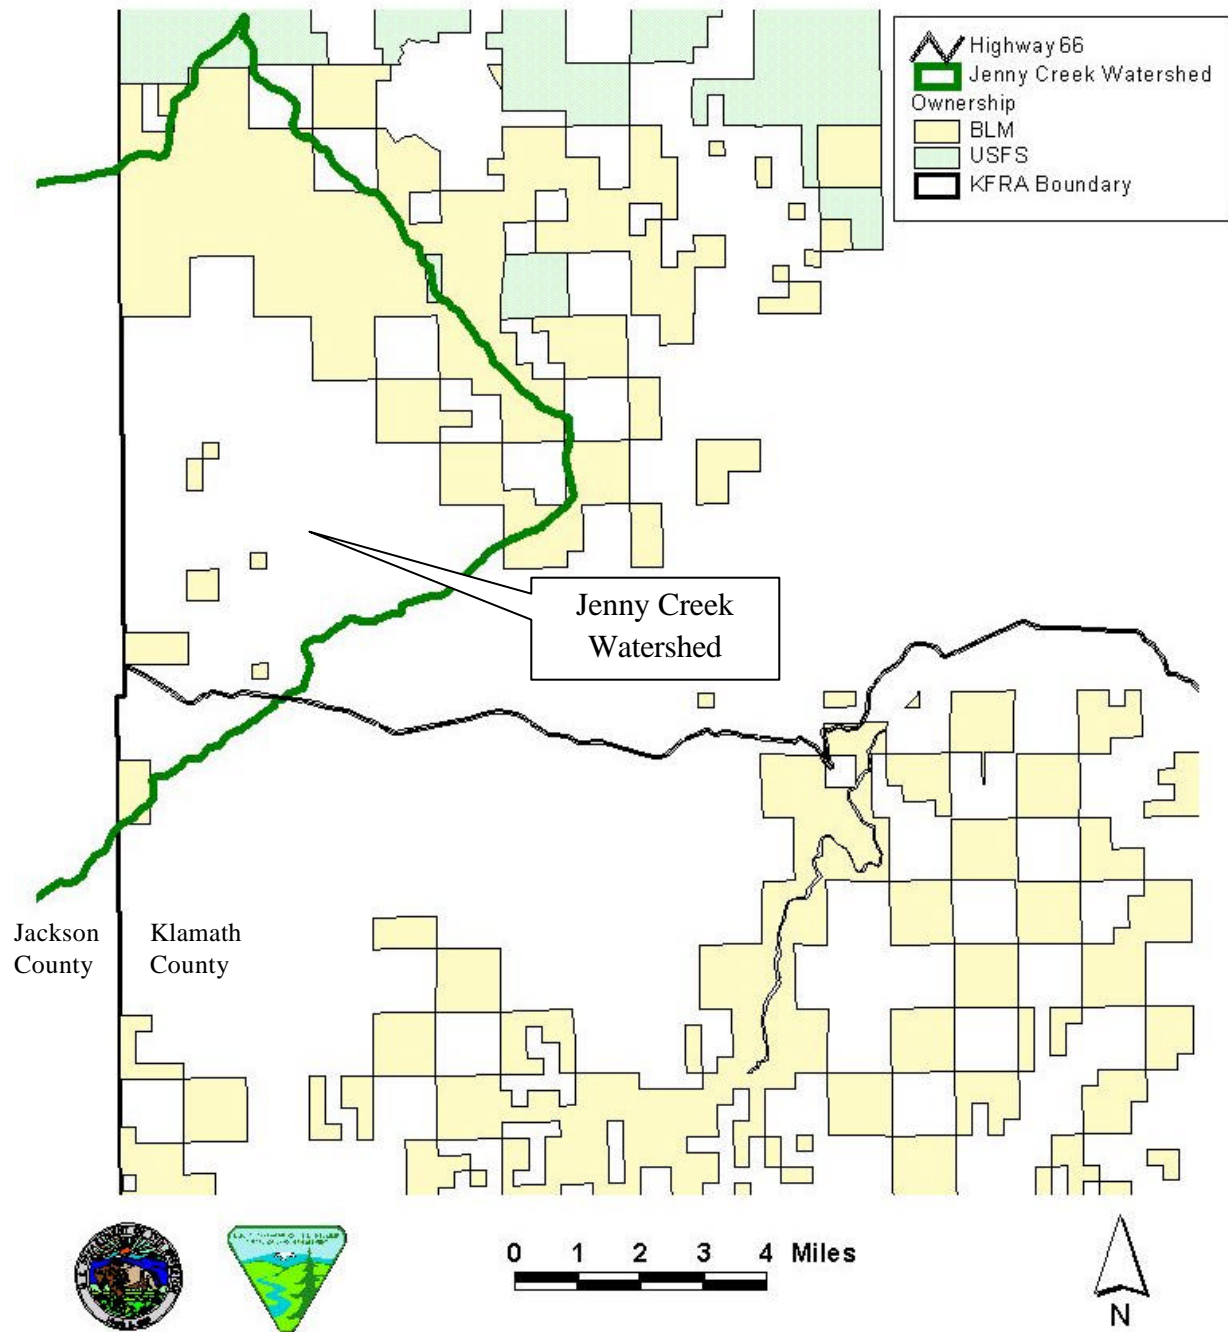 Highway 66
Jenny Creek Watershed
Ownership
BLM
USFS
KFRA Boundary
Jenny Creek
Watershed
Jackson
County
Klamath
County
0 1 2 3 4 Miles
N